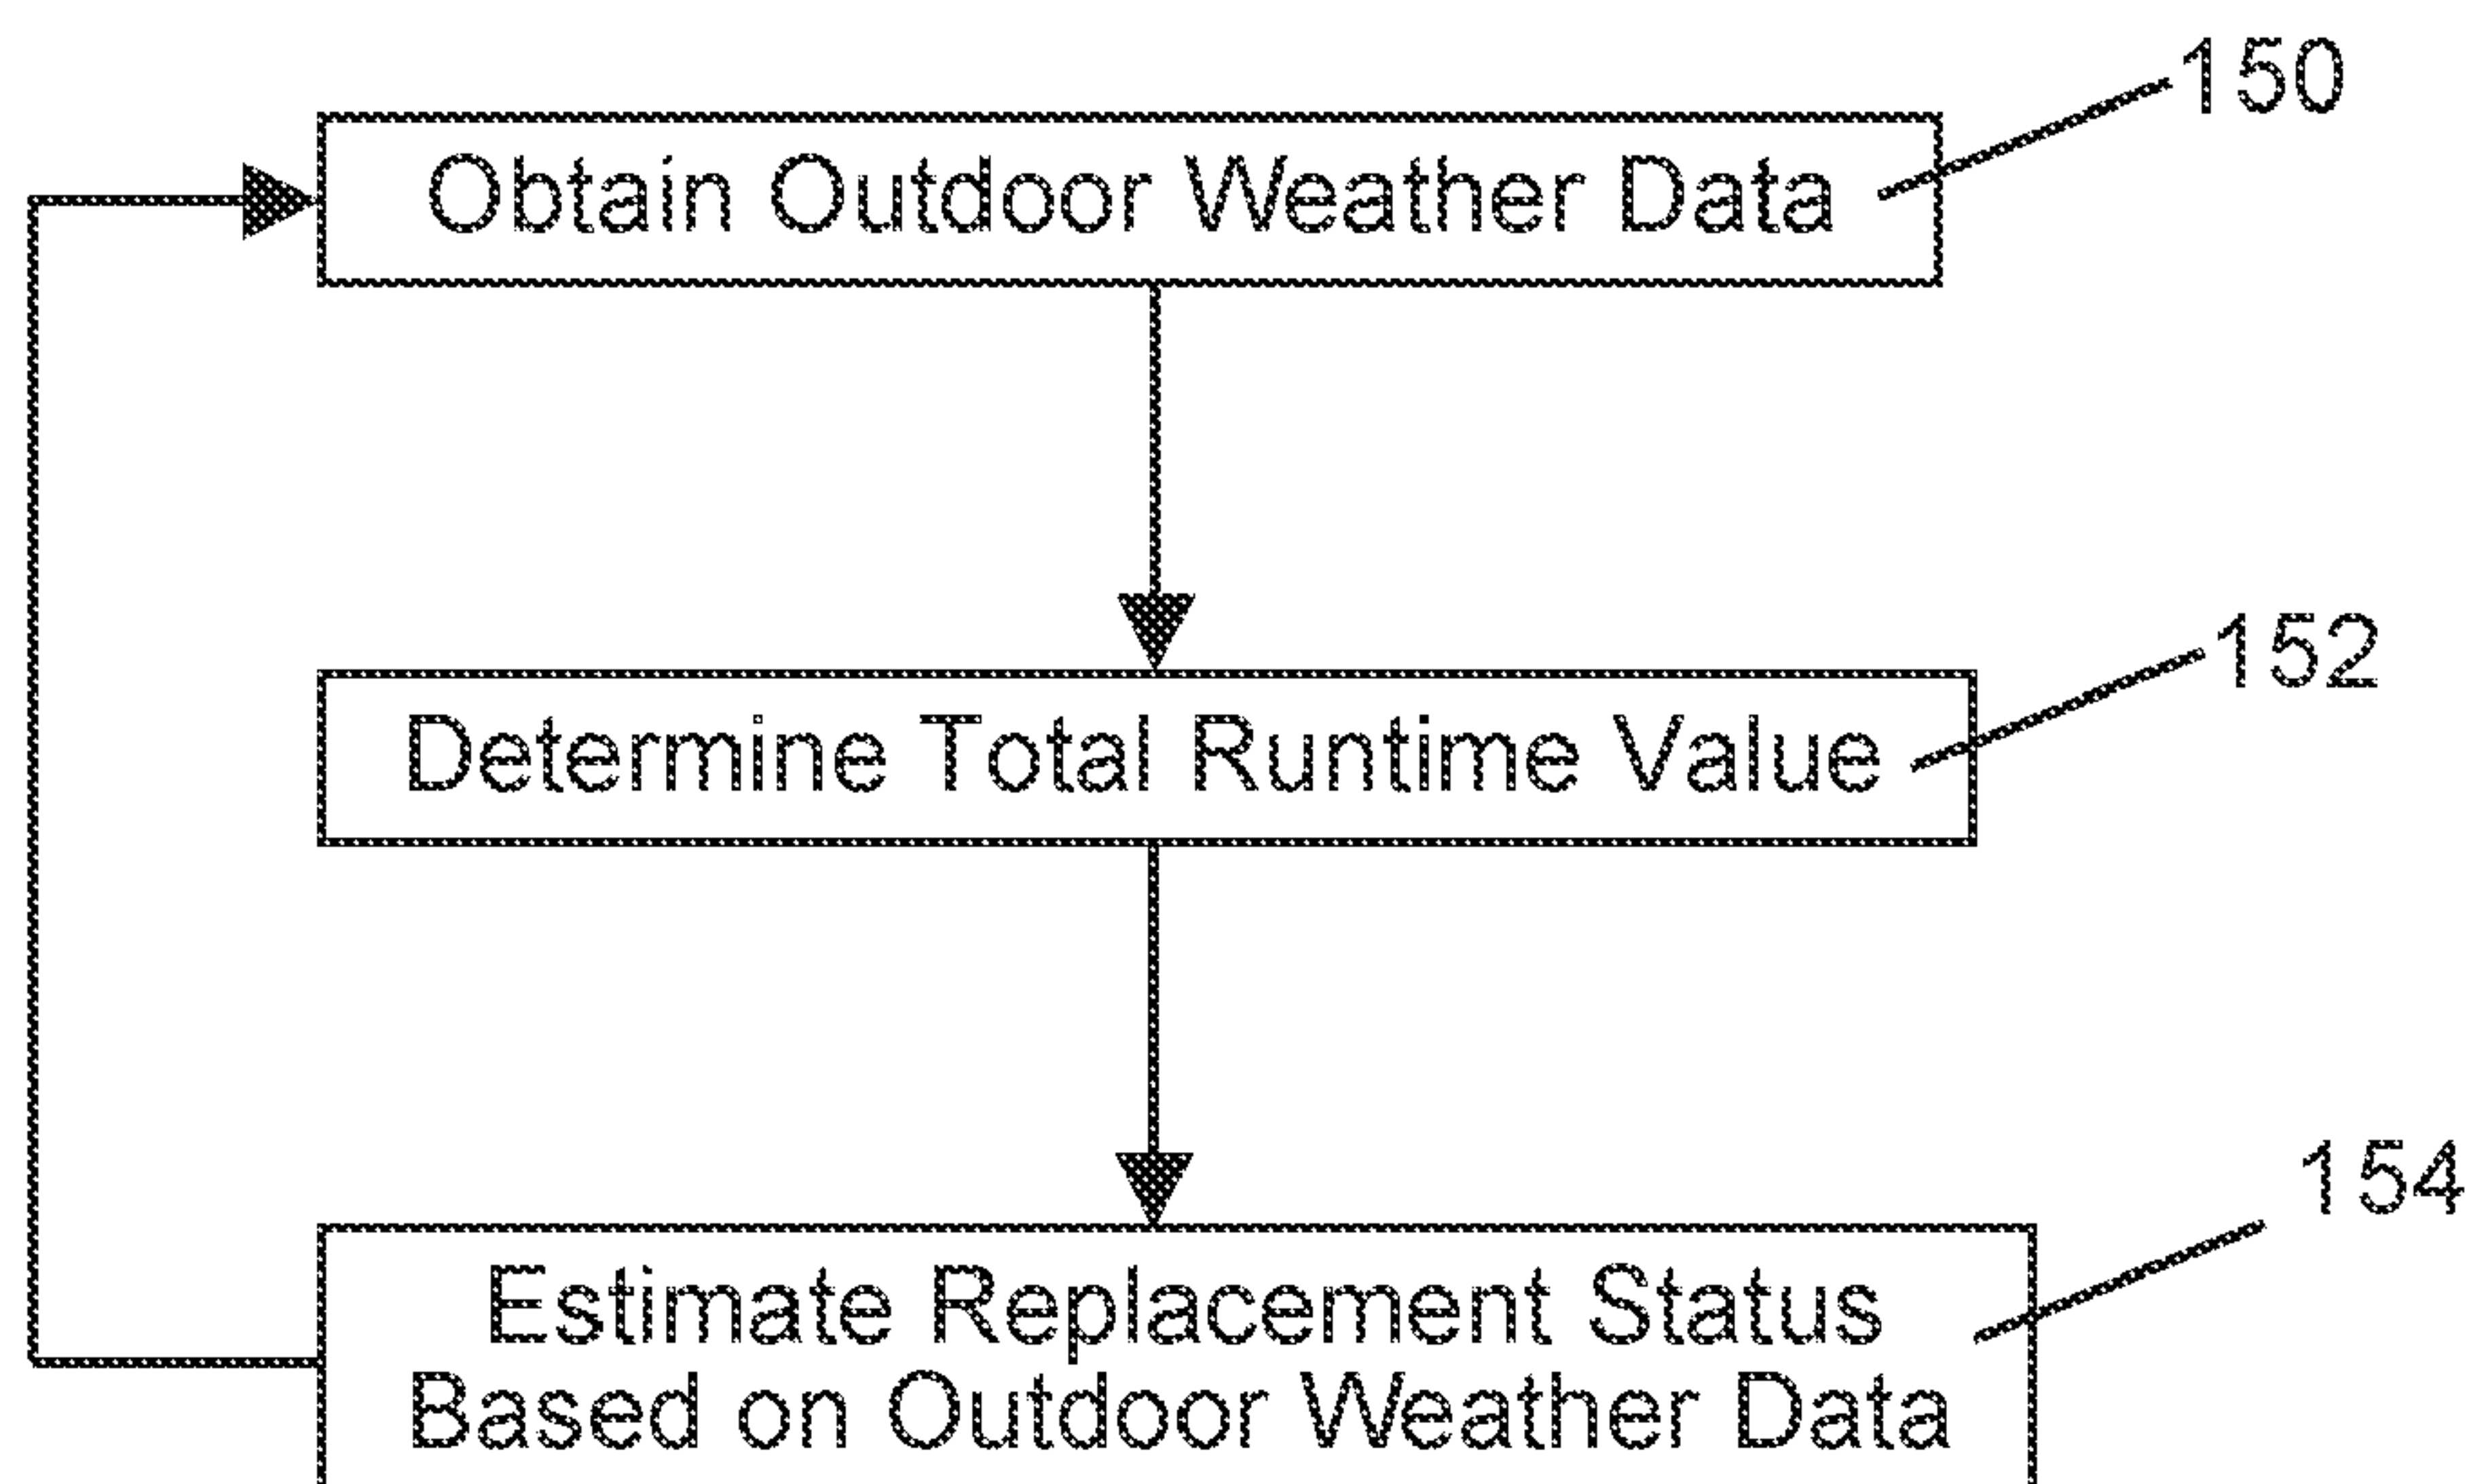 150
Obtain Outdoor Weather Data
152
Determine Total Runtime Value
154
Estimate Replacement Status
Based on Outdoor Weather Data